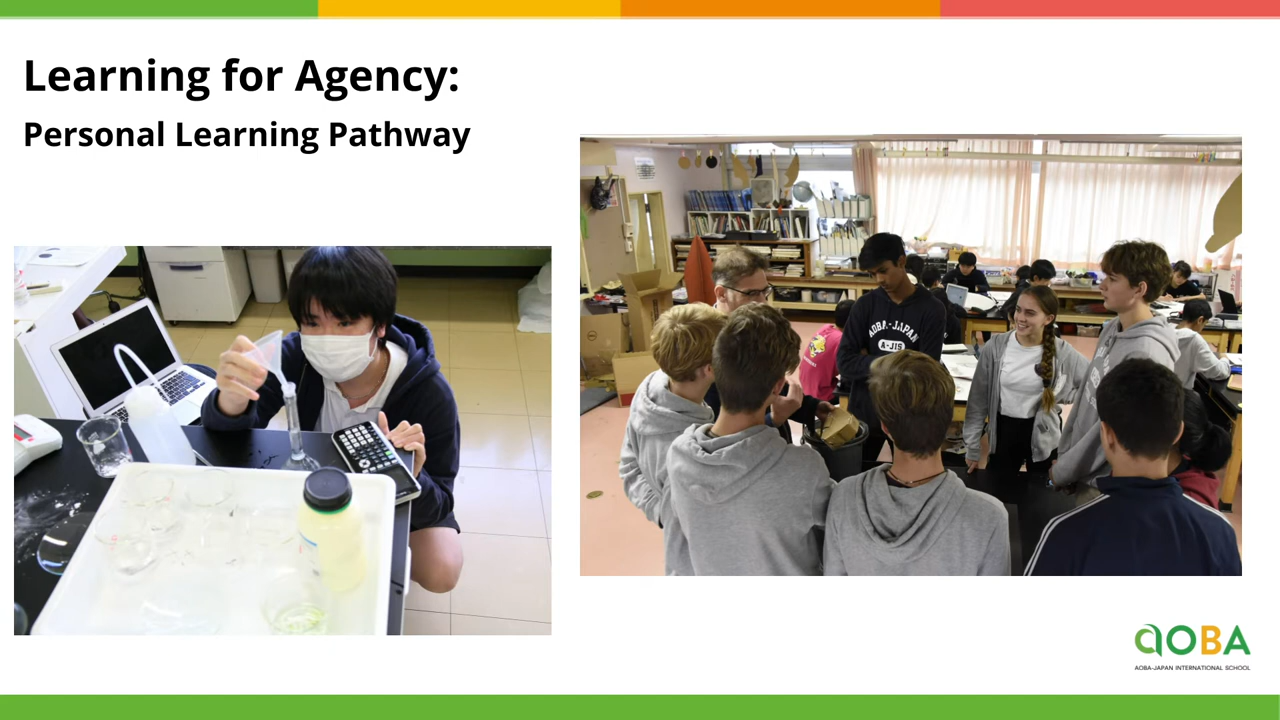 Learning for Agency:
Personal Learning Pathway
AOBA-JAPAN
A-JIS
AOBA
AOBA-JAPAN INTERNATIONAL SCHOOL